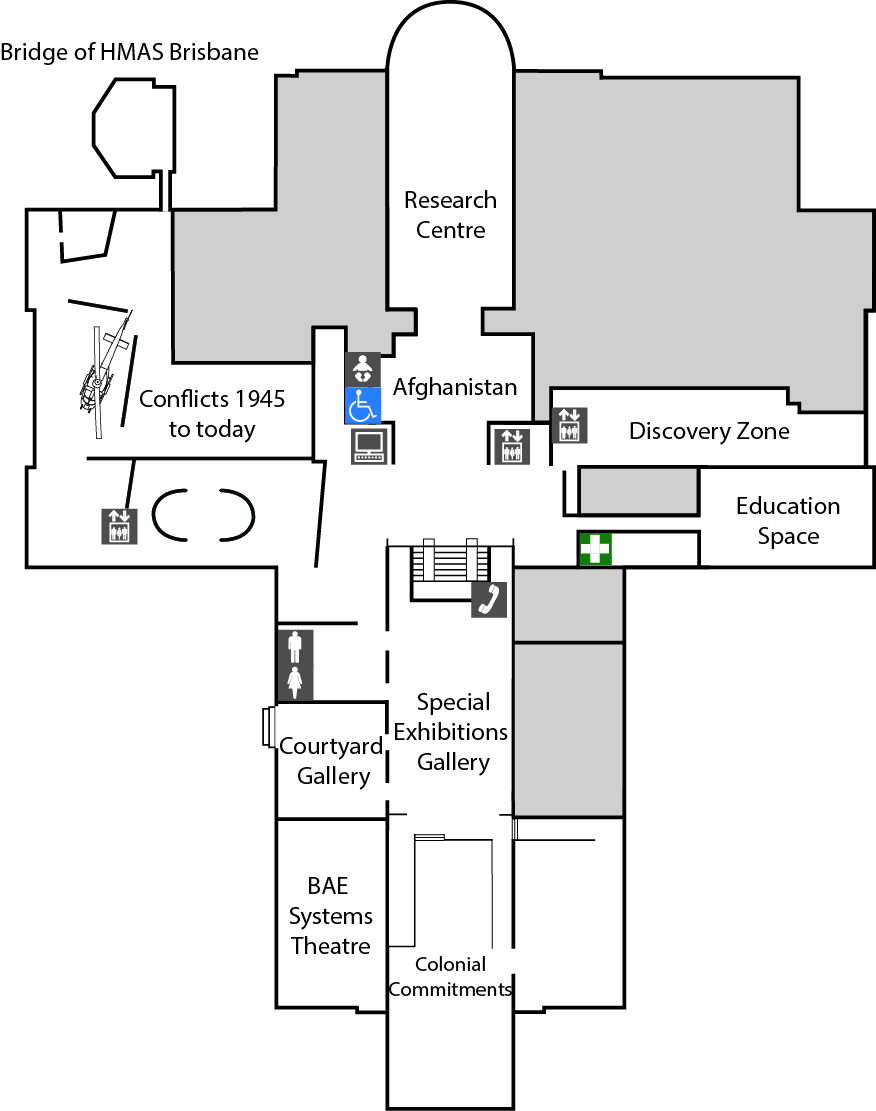 Bridge of HMAS Brisbane
Research
Centre
Afghanistan
Conflicts 1945
to today
Discovery Zone
Education
Space
Special
Exhibitions
Gallery
Courtyard
Gallery
BAE
Systems
Theatre
Colonial
Commitments